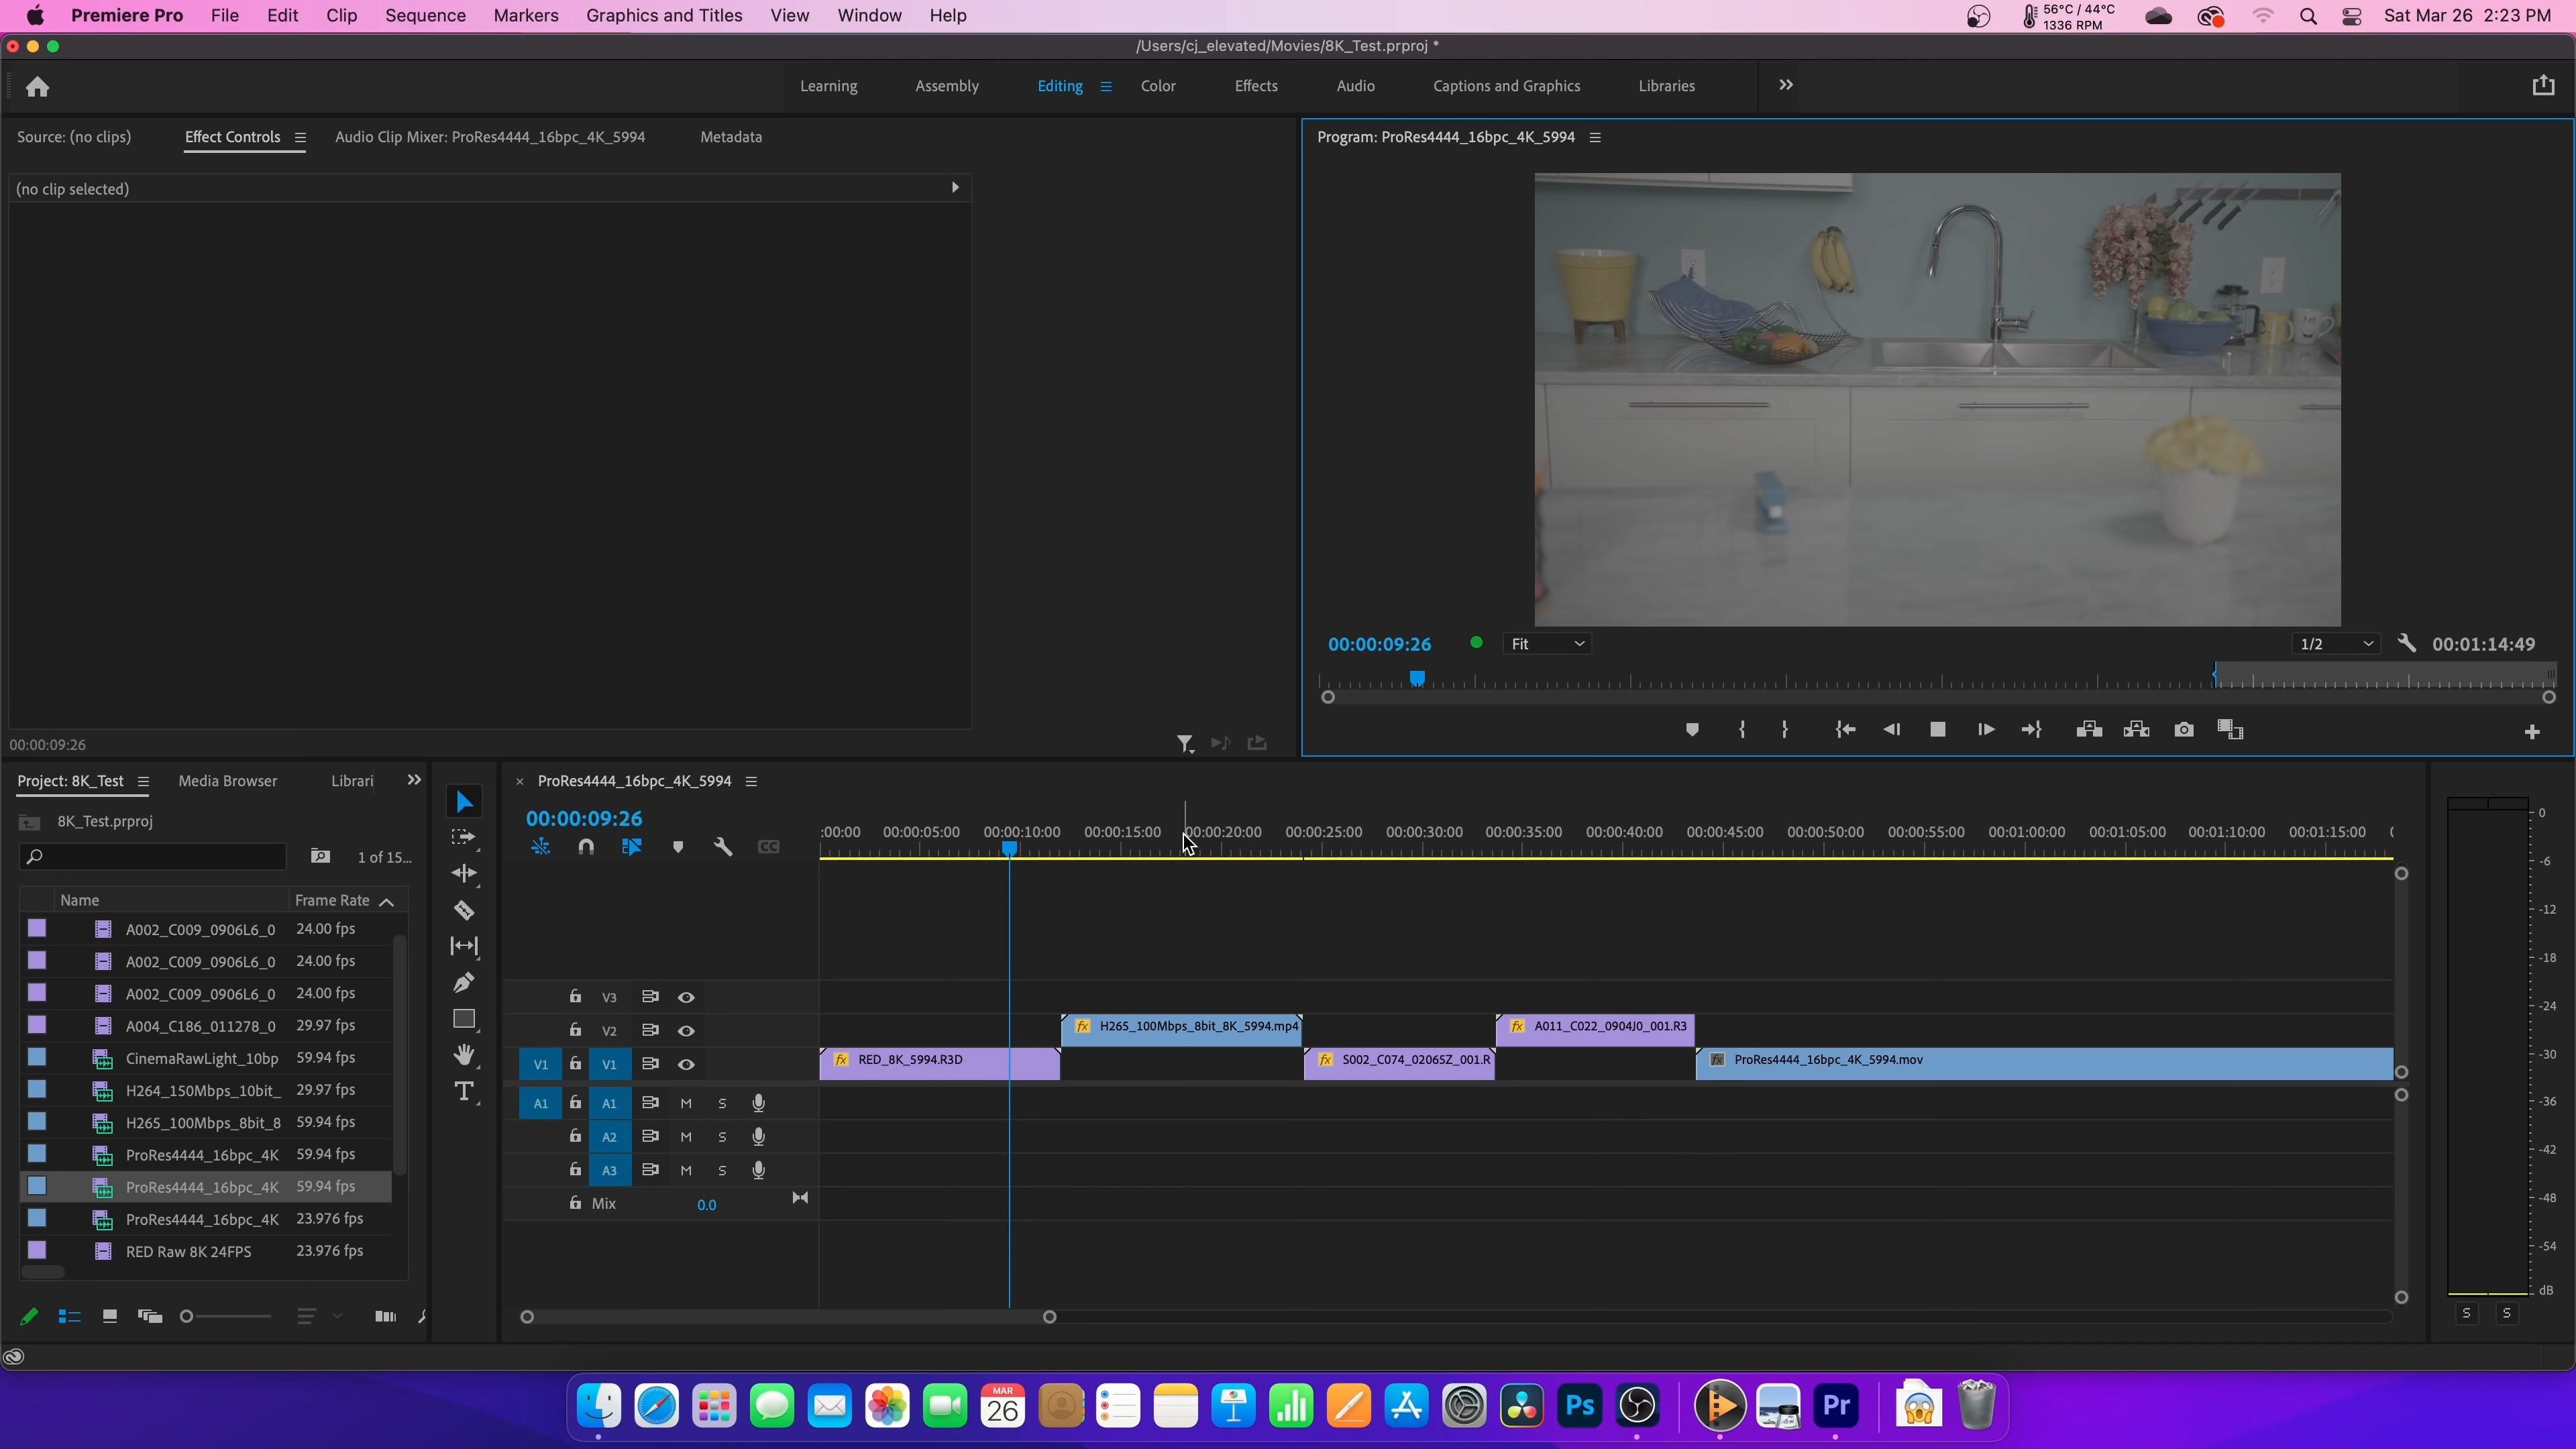 Premiere Pro File Edit Clip Sequence Markers Graphics and Titles View Window Help
56°C / 44°C
1336 RPM
Sat Mar 26 2:23 PM
/Users/cj_elevated/Movies/8K_Test.prproj *
Learning Assembly Editing Color Effects Audio Captions and Graphics Libraries
Source: (no clips) Effect Controls Audio Clip Mixer: ProRes4444_16bpc_4K_5994 Metadata
(no clip selected)
00:00:09:26
Program: ProRes4444_16bpc_4K_5994
00:00:09:26 Fit 1/2 00:01:14:49
Project: 8K_Test Media Browser Librari
8K_Test.prproj
1 of 15...
Name Frame Rate
A002_C009_0906L6_0 24.00 fps
A002_C009_0906L6_0 24.00 fps
A002_C009_0906L6_0 24.00 fps
A004_C186_011278_0 29.97 fps
CinemaRawLight_10bp 59.94 fps
H264_150Mbps_10bit_ 29.97 fps
H265_100Mbps_8bit_8 59.94 fps
ProRes4444_16bpc_4K 59.94 fps
ProRes4444_16bpc_4K 59.94 fps
ProRes4444_16bpc_4K 23.976 fps
RED Raw 8K 24FPS 23.976 fps
ProRes4444_16bpc_4K_5994
00:00:09:26
CC
:00:00 00:00:05:00 00:00:10:00 00:00:15:00 00:00:20:00 00:00:25:00 00:00:30:00 00:00:35:00 00:00:40:00 00:00:45:00 00:00:50:00 00:00:55:00 00:01:00:00 00:01:05:00 00:01:10:00 00:01:15:00
V3
V2 fx H265_100Mbps_8bit_8K_5994.mp4 fx A011_C022_0904J0_001.R3
V1 V1 fx RED_8K_5994.R3D fx S002_C074_02065Z_001.R fx ProRes4444_16bpc_4K_5994.mov
A1 A1 M S
A2 M S
A3 M S
Mix 0.0
0
-6
-12
-18
-24
-30
-36
-42
-48
-54
dB
S S
MAR
26
Ps
Pr